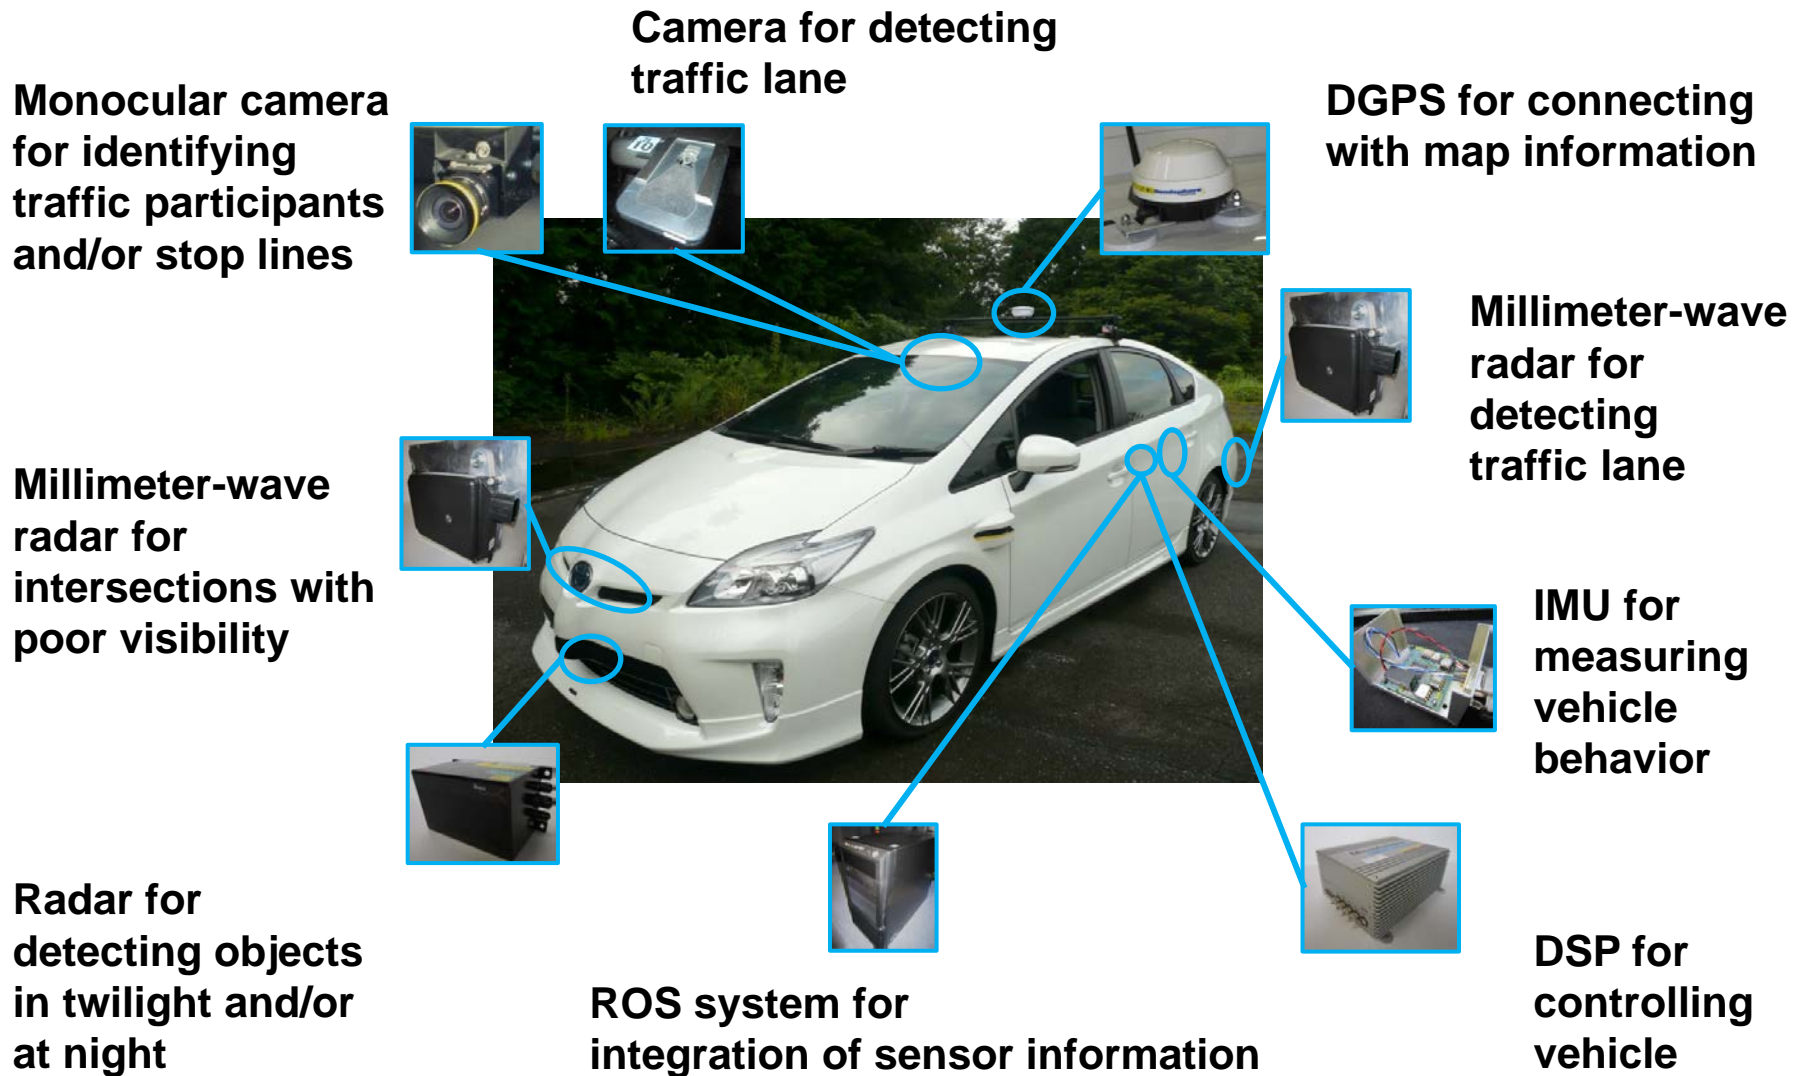 Camera for detecting
traffic lane
Monocular camera
for identifying
traffic participants
and/or stop lines
DGPS for connecting
with map information
Millimeter-wave
radar for
detecting
traffic lane
Millimeter-wave
radar for
intersections with
poor visibility
IMU for
measuring
vehicle
behavior
Radar for
detecting objects
in twilight and/or
at night
ROS system for
integration of sensor information
DSP for
controlling
vehicle